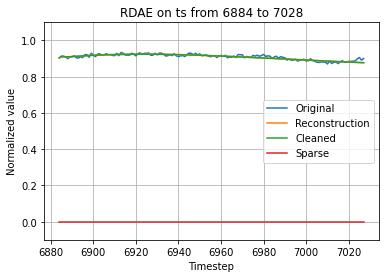 RDAE on ts from 6884 to 7028
1.0
0.8
0.6
0.4
0.2
0.0
Normalized value
Original
Reconstruction
Cleaned
Sparse
6880 6900 6920 6940 6960 6980 7000 7020
Timestep